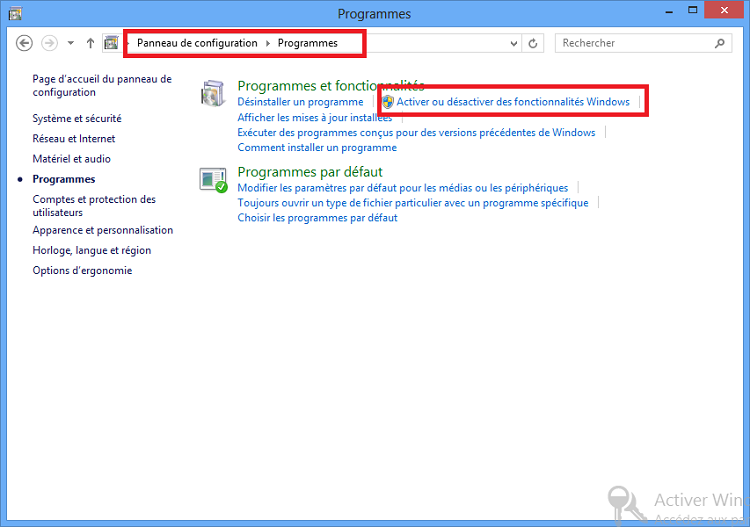 Programmes
Panneau de configuration
Programmes
Rechercher
Page d'accueil du panneau de
configuration
Système et sécurité
Réseau et Internet
Matériel et audio
Programmes
Comptes et protection des
utilisateurs
Apparence et personnalisation
Horloge, langue et région
Options d'ergonomie
Programmes et fonctionnalités
Désinstaller un programme
Activer ou désactiver des fonctionnalités Windows
Afficher les mises à jour installées
Exécuter des programmes conçus pour des versions précédentes de Windows
Comment installer un programme
Programmes par défaut
Modifier les paramètres par défaut pour les médias ou les périphériques
Toujours ouvrir un type de fichier particulier avec un programme spécifique
Choisir les programmes par défaut
Activer Win
Accédez aux pa